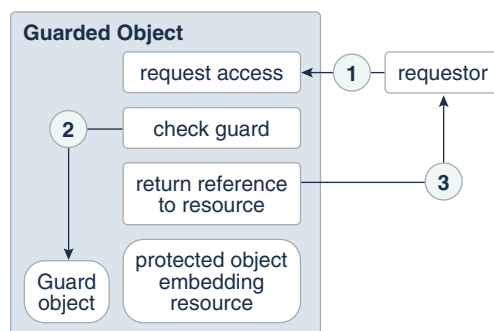 Guarded Object
request access
1
requestor
2
check guard
return reference
to resource
3
Guard
object
protected object
embedding
resource